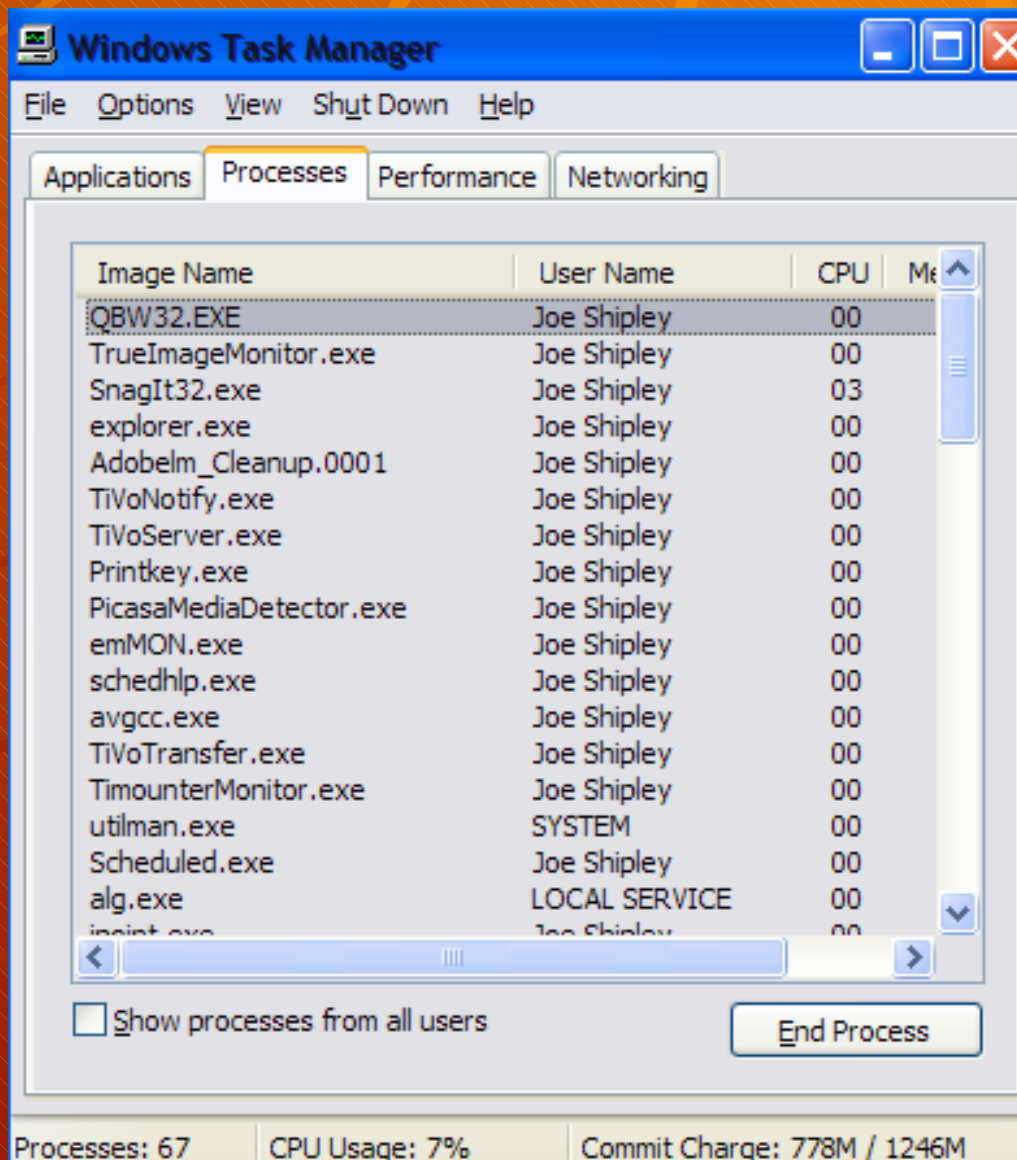 Windows Task Manager
File Options View Shut Down Help
Applications Processes Performance Networking
Image Name User Name CPU Me
QBW32.EXE Joe Shipley 00
TrueImageMonitor.exe Joe Shipley 00
SnagIt32.exe Joe Shipley 03
explorer.exe Joe Shipley 00
Adobelm_Cleanup.0001 Joe Shipley 00
TiVoNotify.exe Joe Shipley 00
TiVoServer.exe Joe Shipley 00
Printkey.exe Joe Shipley 00
PicasaMediaDetector.exe Joe Shipley 00
emMON.exe Joe Shipley 00
schedhlp.exe Joe Shipley 00
avgcc.exe Joe Shipley 00
TiVoTransfer.exe Joe Shipley 00
TimounterMonitor.exe Joe Shipley 00
utilman.exe SYSTEM 00
Scheduled.exe Joe Shipley 00
alg.exe LOCAL SERVICE 00
Joe Shipley 00
Show processes from all users
End Process
Processes: 67 CPU Usage: 7% Commit Charge: 778M / 1246M